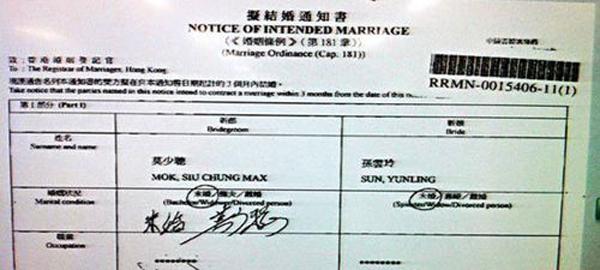 擬結婚通知書
NOTICE OF INTENDED MARRIAGE
(《婚姻條例》(第181章))
(Marriage Ordinance (Cap. 181))
致：香港婚姻登記官
To : The Registrar of Marriages, Hong Kong.
RRMN-0015406-11(1)
Take notice that the parties named in this notice intend to contract a marriage within 3 months from the date of this
第1部分 (Part I)
新郎
Bridegroom
新娘
Bride
姓名
Surname and name
莫少聰
MOK, SIU CHUNG MAX
孫雲玲
SUN, YUNLING
婚姻狀況
Marital condition
未婚/鰥夫/離婚
(Bachelor/Widower/Divorced person)
未婚/寡婦/離婚
(Spinster/Widow/Divorced person)
未婚
職業
Occupation
********
********